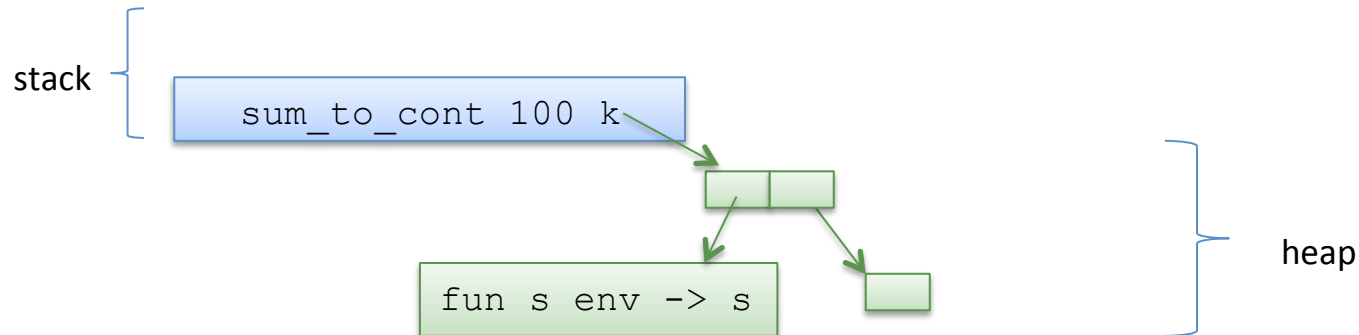 stack
sum_to_cont 100 k
heap
fun s env -> s